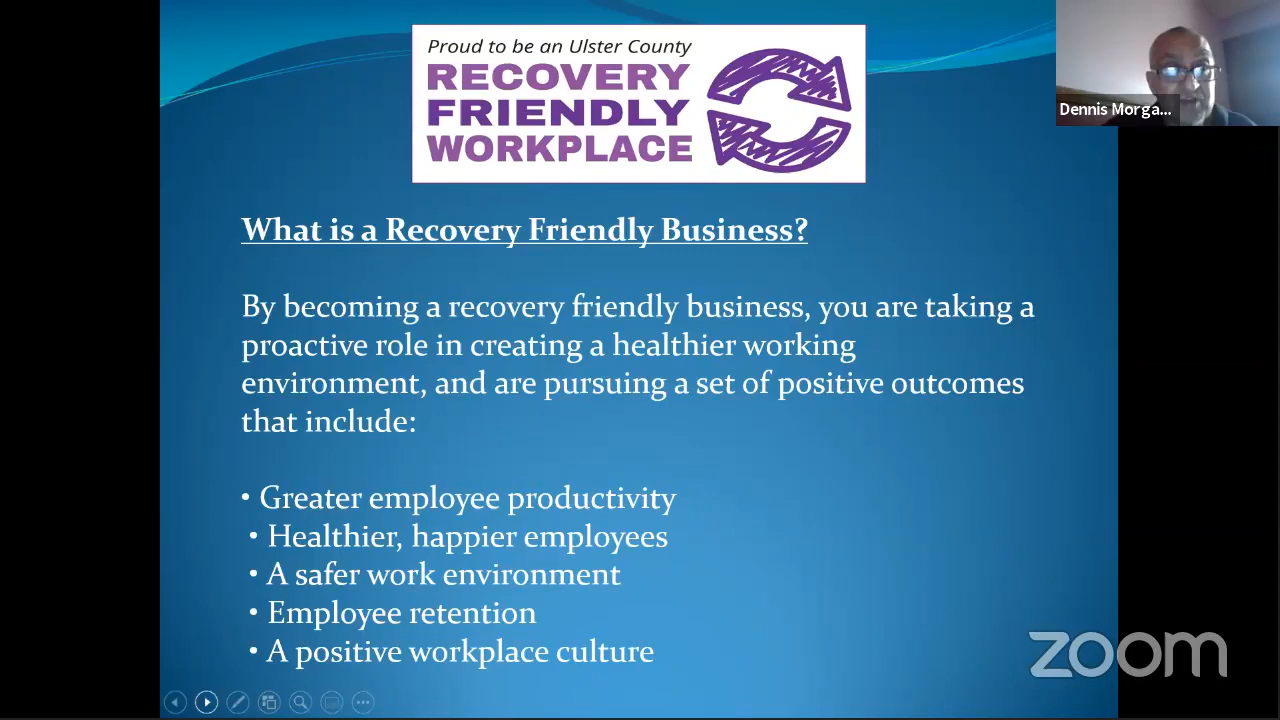 Proud to be an Ulster County
RECOVERY
FRIENDLY
WORKPLACE
Dennis Morga...
What is a Recovery Friendly Business?
By becoming a recovery friendly business, you are taking a
proactive role in creating a healthier working
environment, and are pursuing a set of positive outcomes
that include:
• Greater employee productivity
• Healthier, happier employees
• A safer work environment
• Employee retention
• A positive workplace culture
zoom